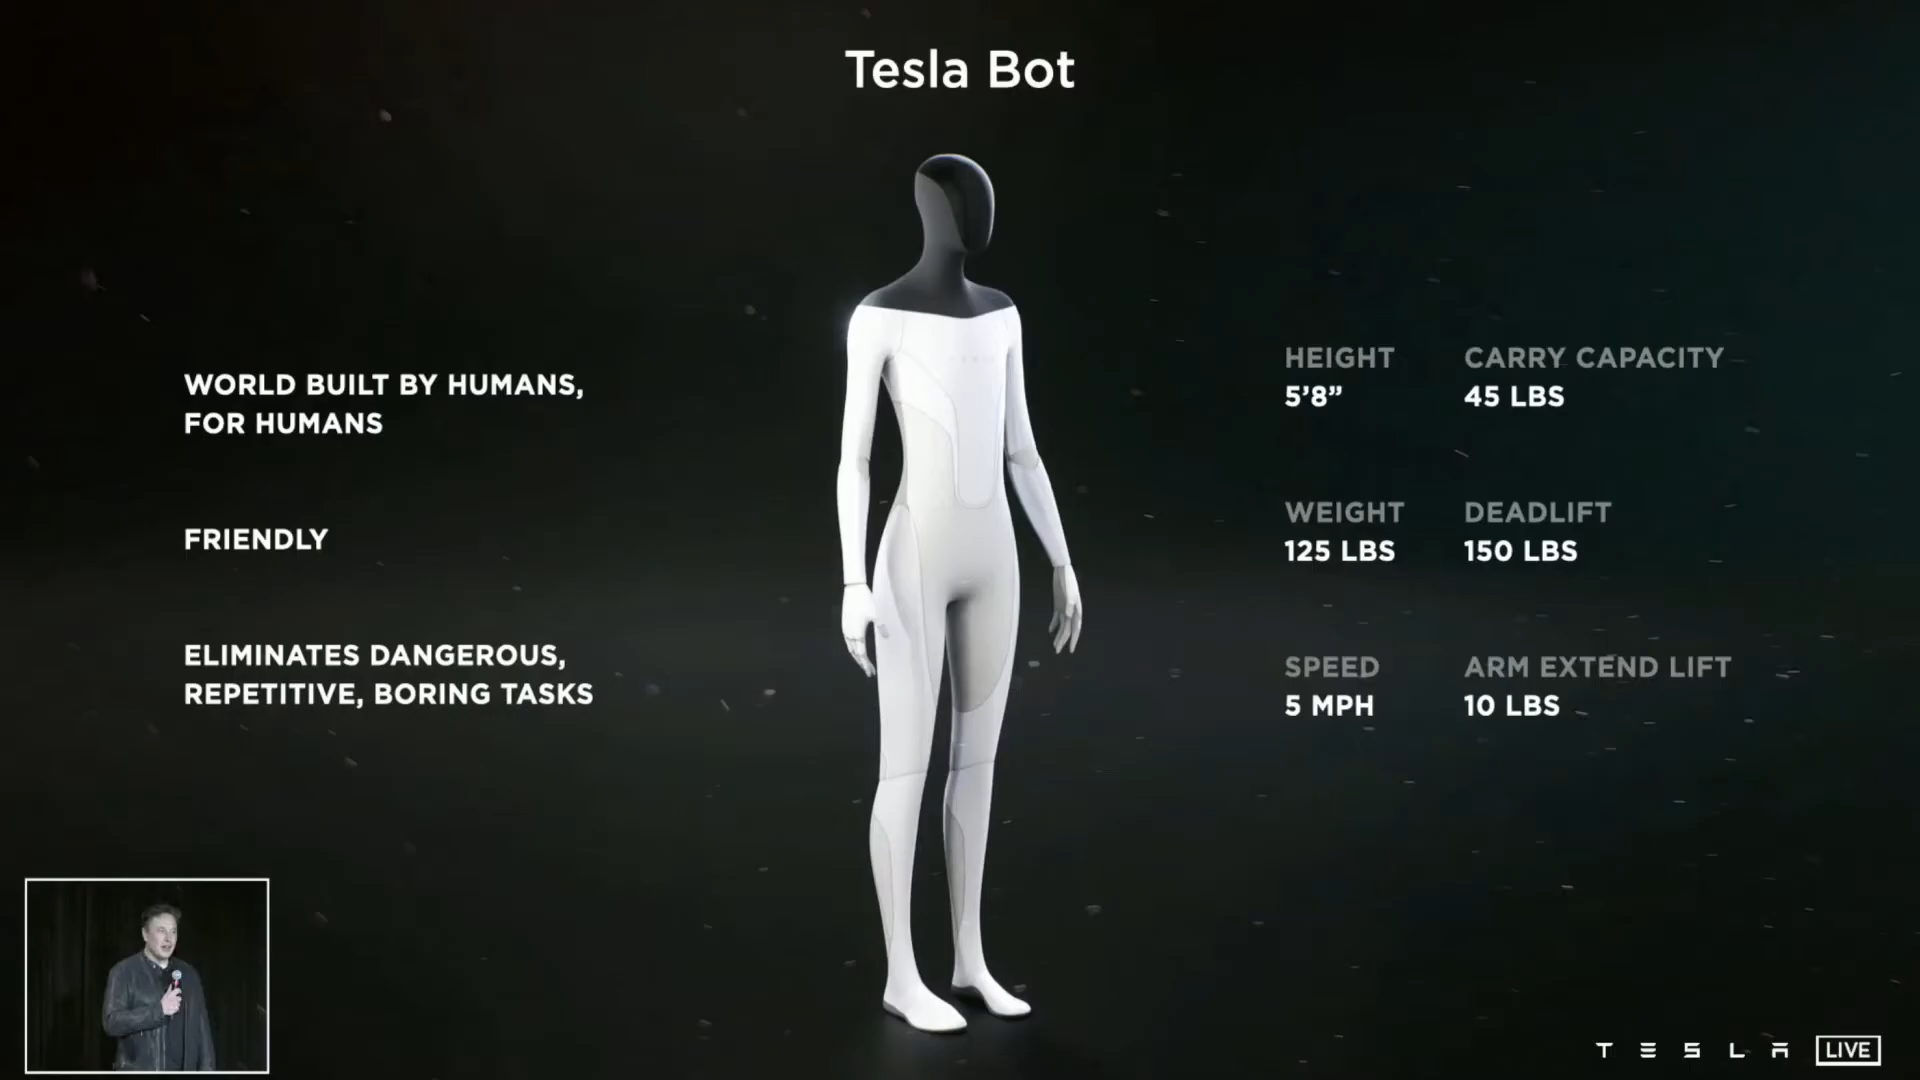 Tesla Bot
WORLD BUILT BY HUMANS,
FOR HUMANS
FRIENDLY
ELIMINATES DANGEROUS,
REPETITIVE, BORING TASKS
HEIGHT
5’8”
CARRY CAPACITY
45 LBS
WEIGHT
125 LBS
DEADLIFT
150 LBS
SPEED
5 MPH
ARM EXTEND LIFT
10 LBS
TESLA LIVE